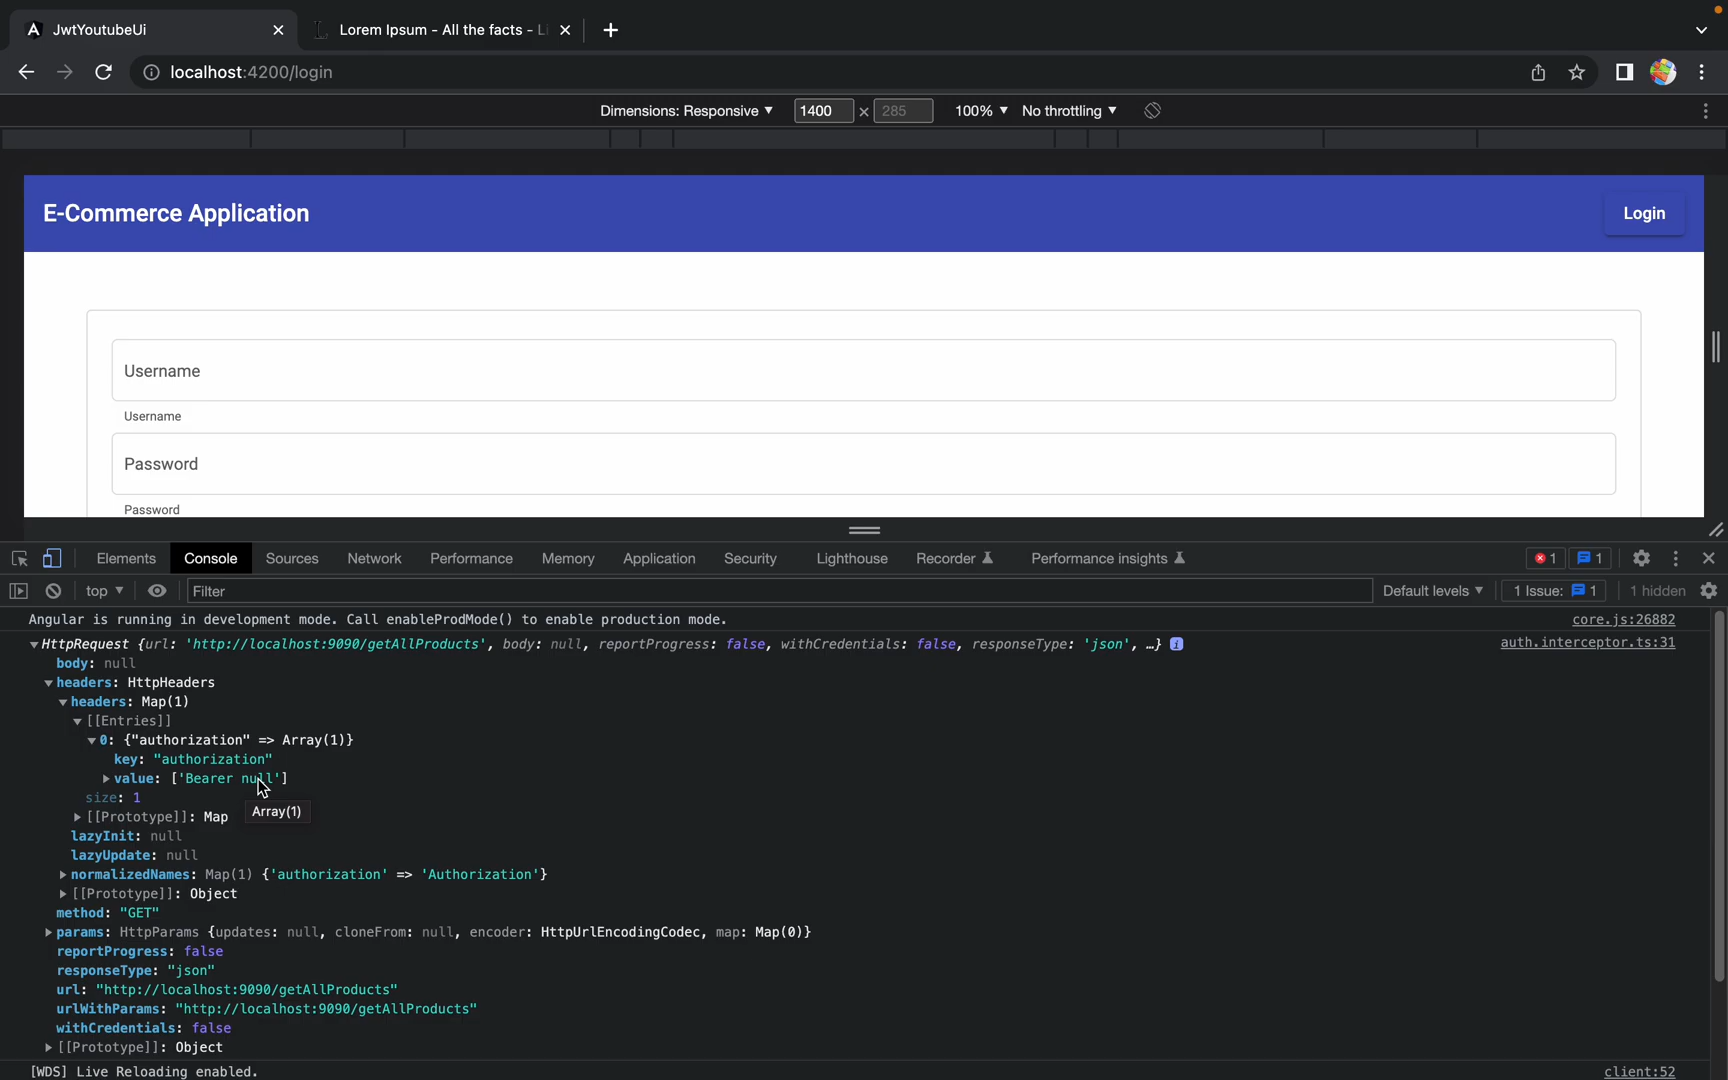 JwtYoutubeUi
Lorem Ipsum - All the facts - Li
localhost:4200/login
Dimensions: Responsive ▼ 1400 × 285 100% ▼ No throttling ▼
E-Commerce Application
Login
Username
Username
Password
Password
Elements Console Sources Network Performance Memory Application Security Lighthouse Recorder Performance insights 1 1
top ▼ Filter Default levels ▼ 1 Issue: 1 1 hidden
Angular is running in development mode. Call enableProdMode() to enable production mode. core.js:26882
▼HttpRequest {url: 'http://localhost:9090/getAllProducts', body: null, reportProgress: false, withCredentials: false, responseType: 'json', …} i auth.interceptor.ts:31
body: null
▼headers: HttpHeaders
▼headers: Map(1)
▼[[Entries]]
▼0: {"authorization" => Array(1)}
key: "authorization"
▶value: ['Bearer null']
size: 1
Array(1)
▶[[Prototype]]: Map
lazyInit: null
lazyUpdate: null
▶normalizedNames: Map(1) {'authorization' => 'Authorization'}
▶[[Prototype]]: Object
method: "GET"
▶params: HttpParams {updates: null, cloneFrom: null, encoder: HttpUrlEncodingCodec, map: Map(0)}
reportProgress: false
responseType: "json"
url: "http://localhost:9090/getAllProducts"
urlWithParams: "http://localhost:9090/getAllProducts"
withCredentials: false
▶[[Prototype]]: Object
[WDS] Live Reloading enabled. client:52